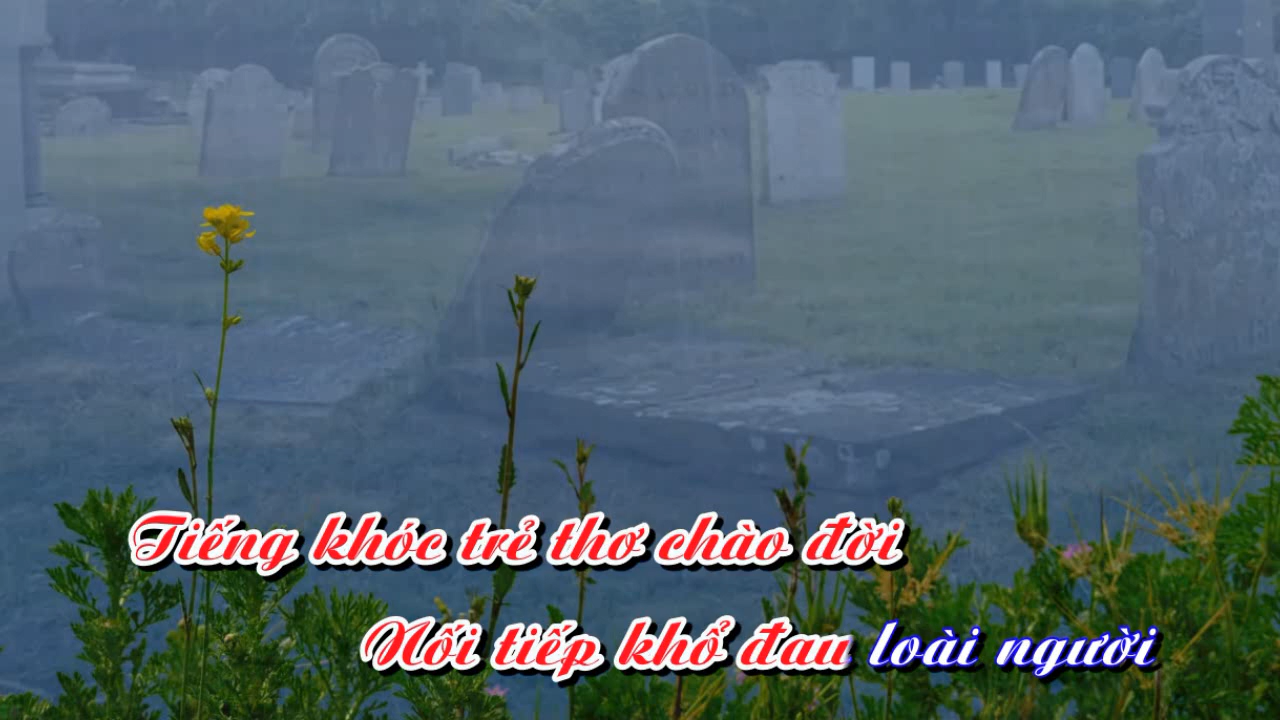 Tiếng khóc trẻ thơ chào đời
Nối tiếp khổ đau loài người